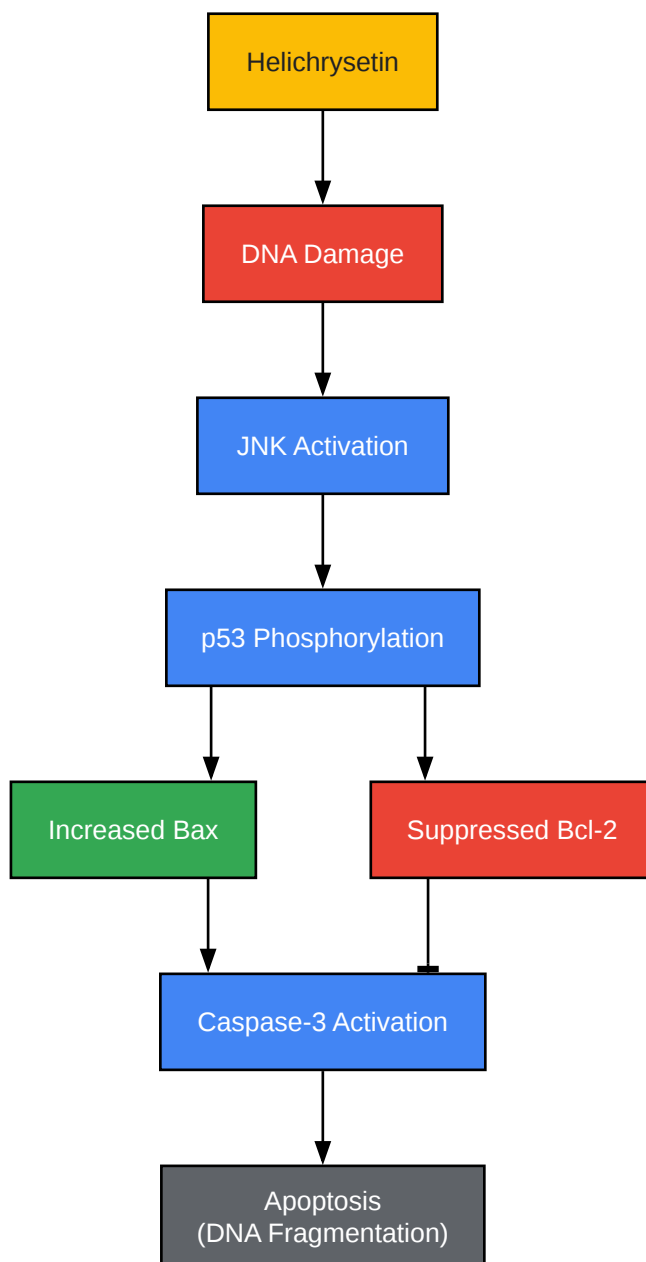 Helichrysetin
DNA Damage
JNK Activation
p53 Phosphorylation
Increased Bax
Suppressed Bcl-2
Caspase-3 Activation
Apoptosis
(DNA Fragmentation)